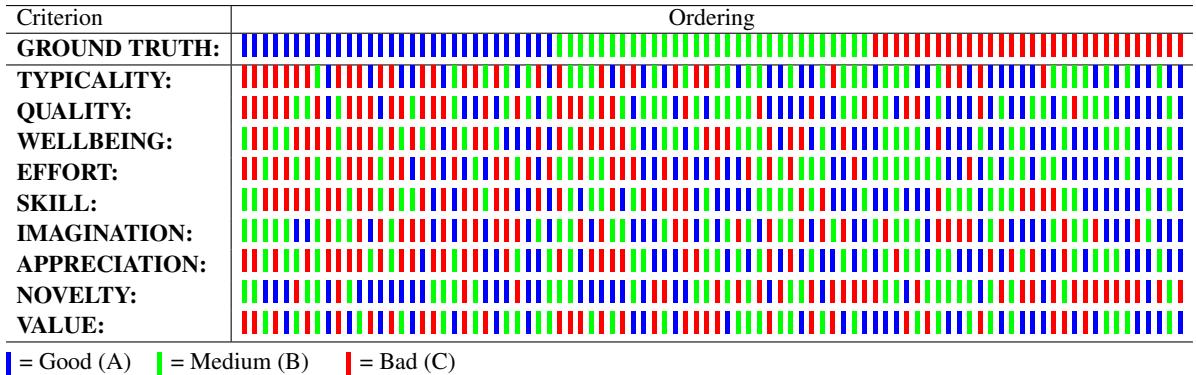 Criterion Ordering
GROUND TRUTH:
TYPICALITY:
QUALITY:
WELLBEING:
EFFORT:
SKILL:
IMAGINATION:
APPRECIATION:
NOVELTY:
VALUE:
= Good (A) = Medium (B) = Bad (C)